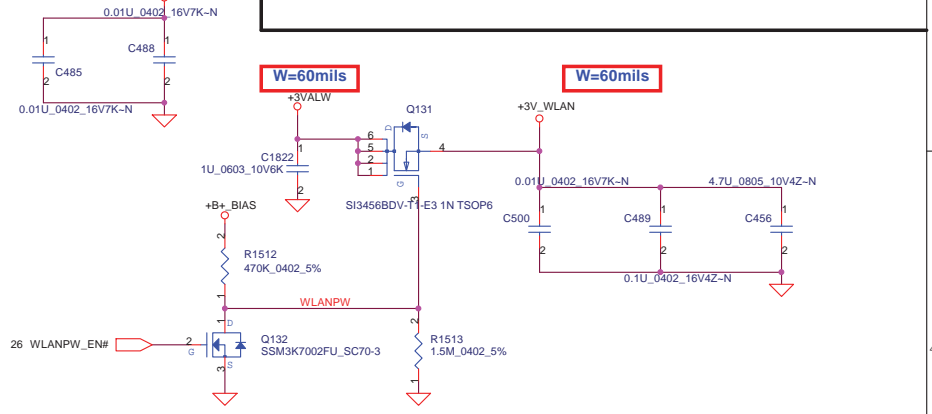 0.01U_0402_16V7K~N
1
C485
2
1
C488
2
0.01U_0402_16V7K~N
W=60mils
W=60mils
+3VALW
Q131
+3V_WLAN
D
S
6
5
2
1
4
G
3
1
C1822
1U_0603_10V6K
2
SI3456BDV-T1-E3 1N TSOP6
0.01U_0402_16V7K~N
4.7U_0805_10V4Z~N
1
C500
2
1
C489
2
1
C456
2
0.1U_0402_16V4Z~N
+B+_BIAS
2
R1512
470K_0402_5%
1
WLANPW
26 WLANPW_EN#
2
G
1
D
S
3
Q132
SSM3K7002FU_SC70-3
2
R1513
1.5M_0402_5%
1